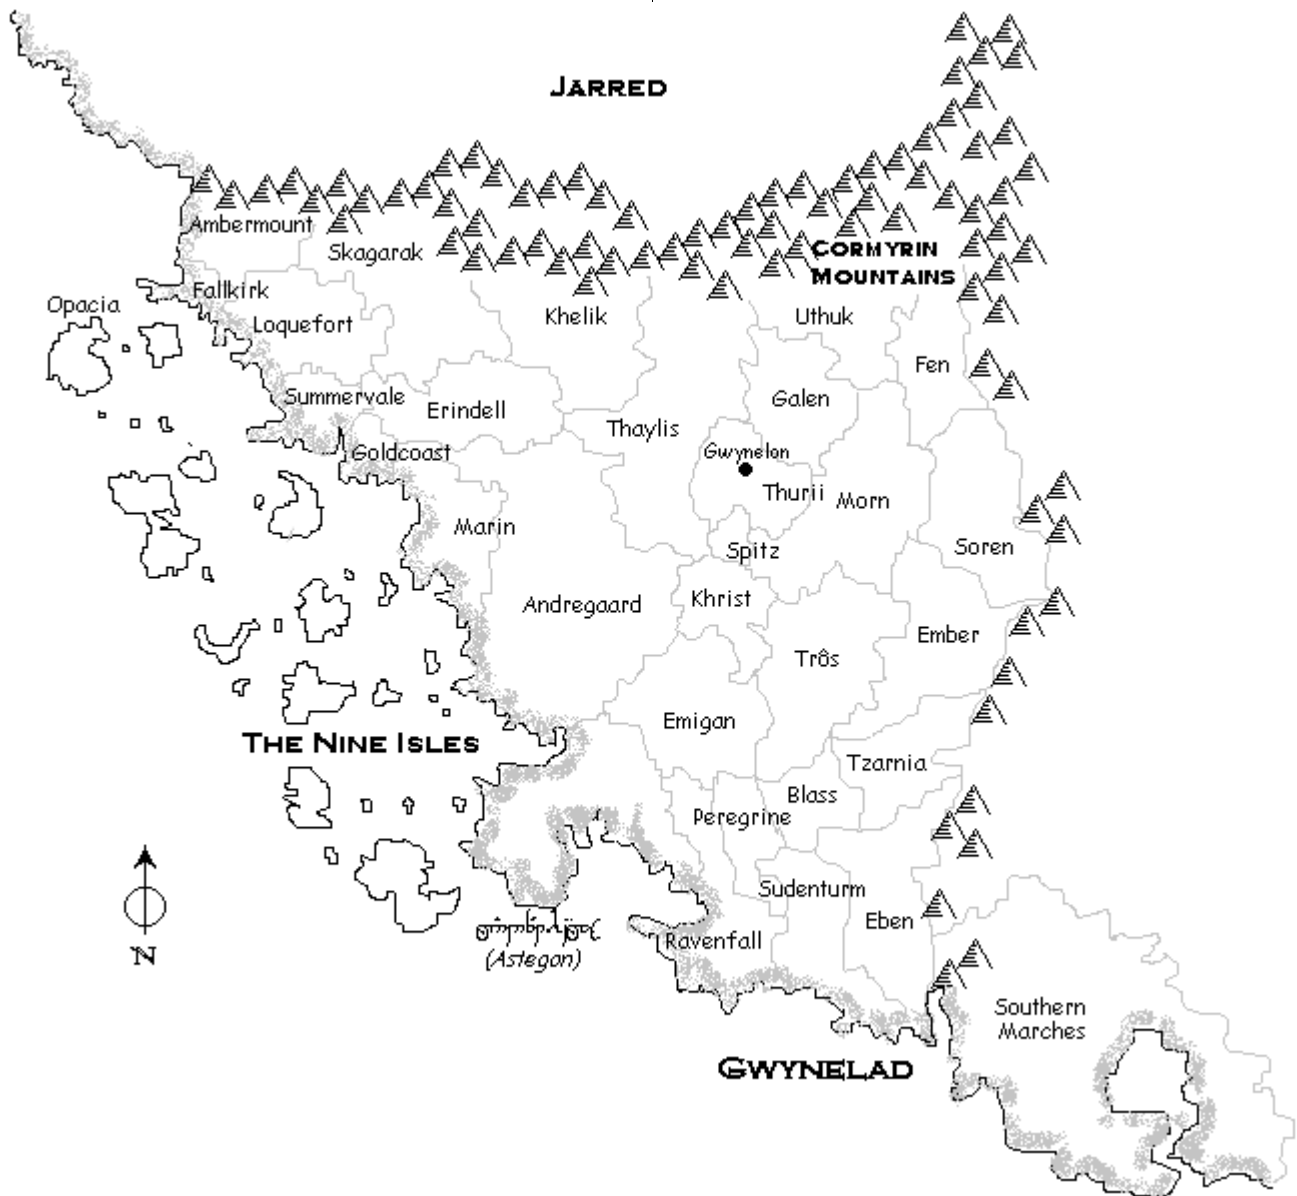 JARRED
Ambermount
Skagarak
CORMYRIN
MOUNTAINS
Fallkirk
Opacia
Loquefort
Khelik
Uthuk
Fen
Summervale
Erindell
Galen
Thaylis
Goldcoast
Gwynelon
Thurii
Morn
Marin
Spitz
Soren
Andregaard
Khrist
Ember
Trôs
Emigan
THE NINE ISLES
Tzarnia
Blass
Peregrine
Sudenturm
Eben
Ravenfall
(Astegan)
N
Southern
Marches
GWYNELAD